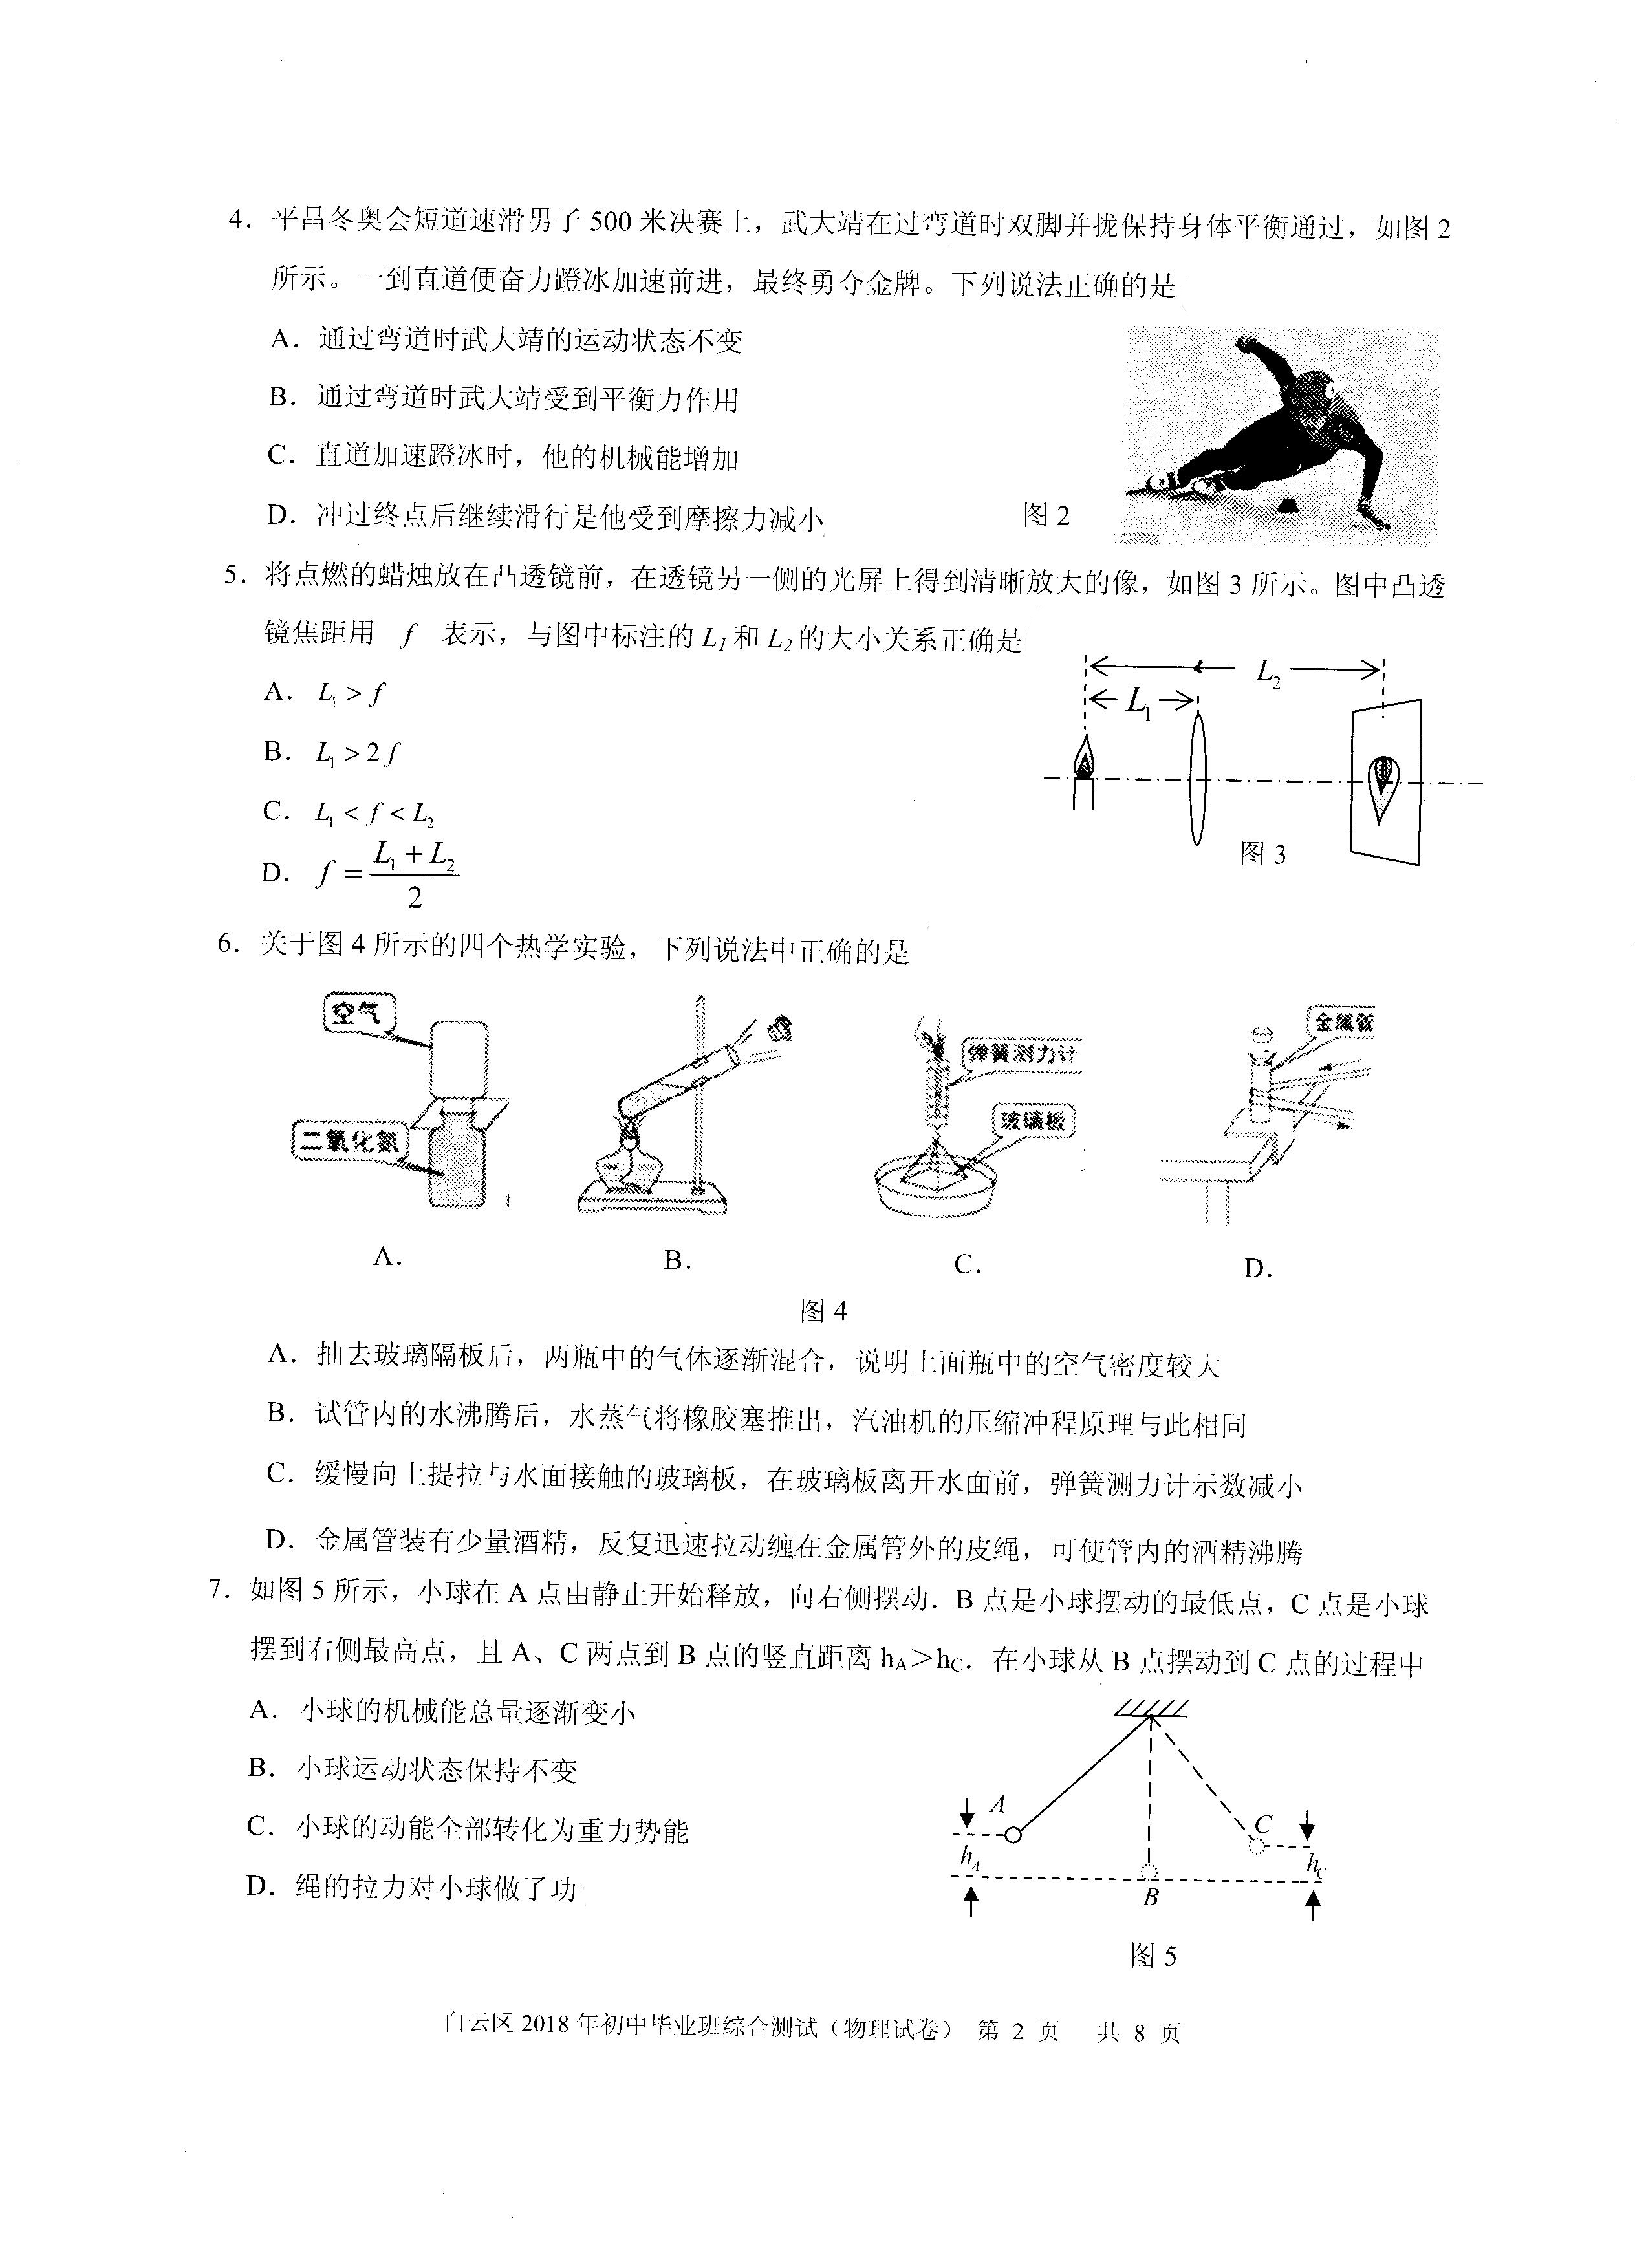 4．平昌冬奥会短道速滑男子 500 米决赛上，武大靖在过弯道时双脚并拢保持身体平衡通过，如图 2
所示。一到直道便奋力蹬冰加速前进，最终勇夺金牌。下列说法正确的是
A．通过弯道时武大靖的运动状态不变
B．通过弯道时武大靖受到平衡力作用
C．直道加速蹬冰时，他的机械能增加
D．冲过终点后继续滑行是他受到摩擦力减小
图 2
5．将点燃的蜡烛放在凸透镜前，在透镜另一侧的光屏上得到清晰放大的像，如图 3 所示。图中凸透
镜焦距用 f 表示，与图中标注的 L₁ 和 L₂ 的大小关系正确是
A．L₁ > f
B．L₁ > 2f
C．L₁ < f < L₂
D．f = (L₁ + L₂)/2
L₂
L₁
图 3
6．关于图 4 所示的四个热学实验，下列说法中正确的是
空气
二氧化氮
弹簧测力计
玻璃板
金属管
A.
B.
C.
D.
图 4
A．抽去玻璃隔板后，两瓶中的气体逐渐混合，说明上面瓶中的空气密度较大
B．试管内的水沸腾后，水蒸气将橡胶塞推出，汽油机的压缩冲程原理与此相同
C．缓慢向上提拉与水面接触的玻璃板，在玻璃板离开水面前，弹簧测力计示数减小
D．金属管装有少量酒精，反复迅速拉动缠在金属管外的皮绳，可使管内的酒精沸腾
7．如图 5 所示，小球在 A 点由静止开始释放，向右侧摆动．B 点是小球摆动的最低点，C 点是小球
摆到右侧最高点，且 A、C 两点到 B 点的竖直距离 hA＞hC．在小球从 B 点摆动到 C 点的过程中
A．小球的机械能总量逐渐变小
B．小球运动状态保持不变
C．小球的动能全部转化为重力势能
D．绳的拉力对小球做了功
A
hA
B
C
hC
图 5
白云区 2018 年初中毕业班综合测试（物理试卷） 第 2 页 共 8 页